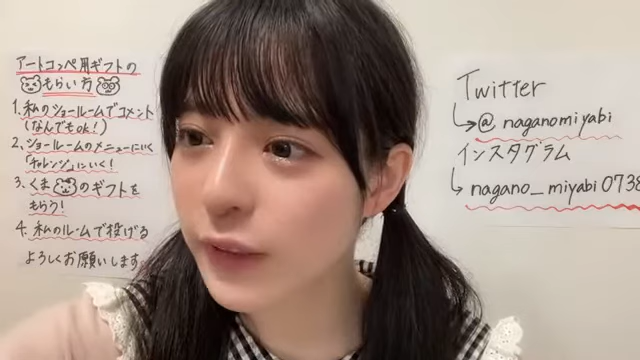 アートコンペ用ギフトの
もらい方
1.私のショールームでコメント
(なんでもok!)
2.ショールームのメニューにいく
「チャレンジ」にいく!
3.くまのギフトを
もらう!
4.私のルームで投げる
よろしくお願いします
Twitter
@naganomiyabi
インスタグラム
nagano_miyabi0738